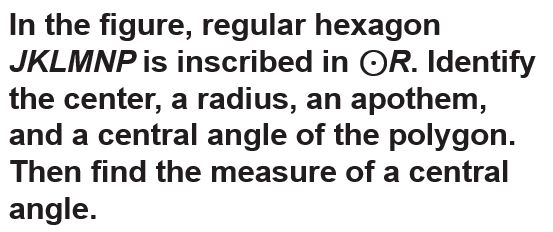 In the figure, regular hexagon
JKLMNP is inscribed in ⊙R. Identify
the center, a radius, an apothem,
and a central angle of the polygon.
Then find the measure of a central
angle.